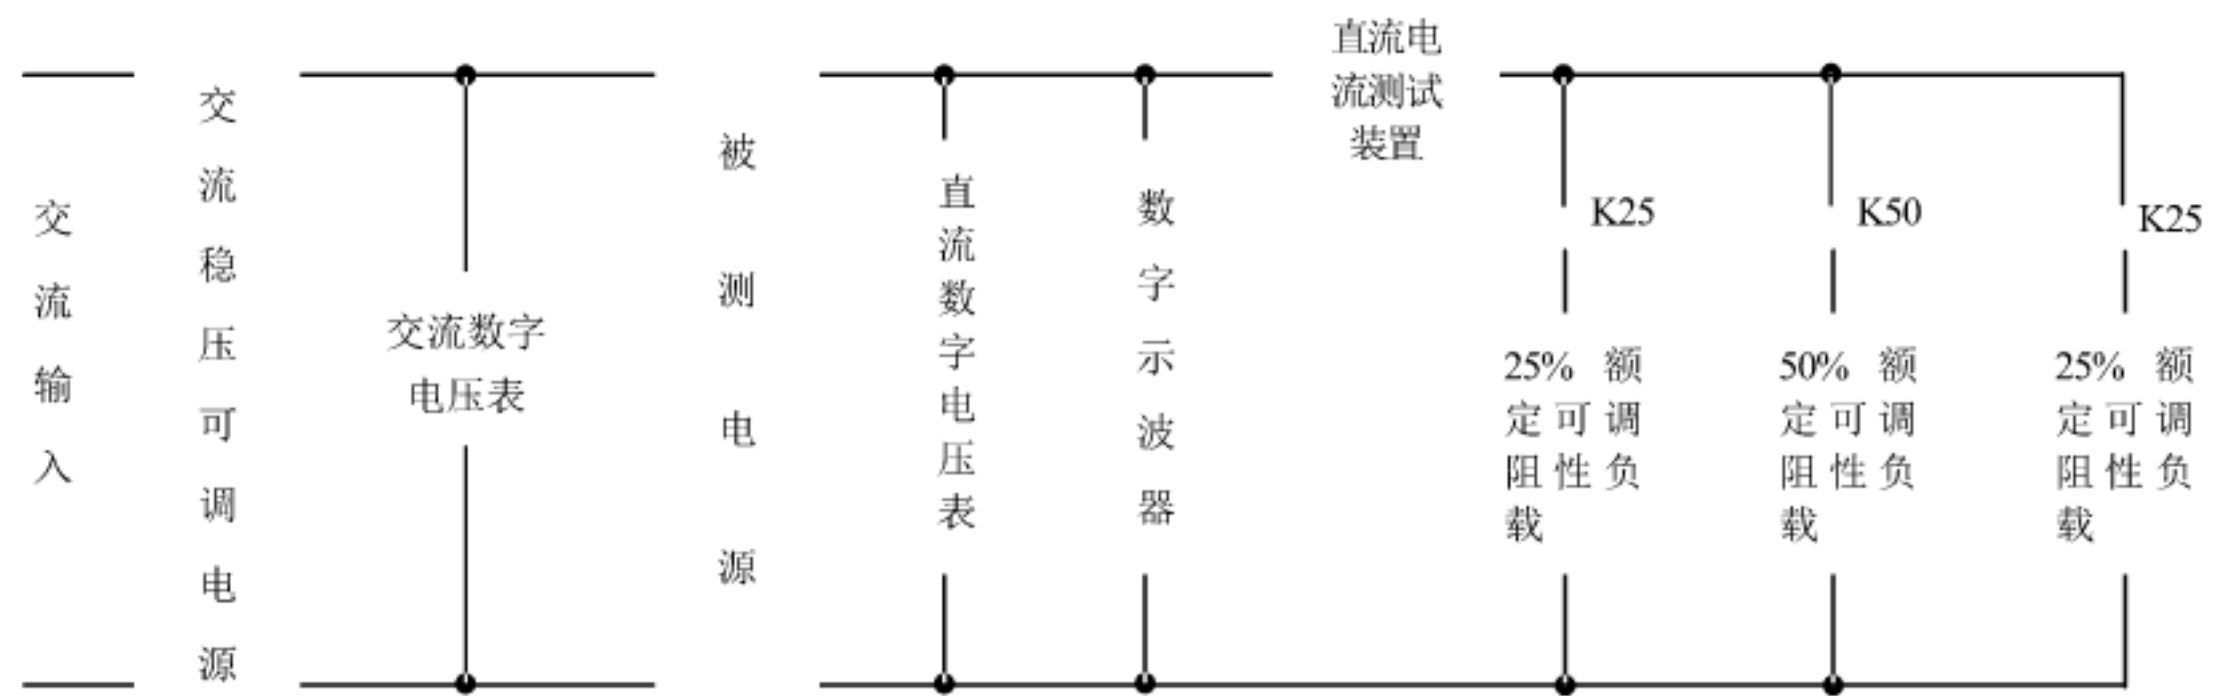 交流输入
交流稳压可调电源
交流数字
电压表
被测电源
直流数字电压表
数字示波器
直流电
流测试
装置
K25
25% 额
定可调
阻性负
载
K50
50% 额
定可调
阻性负
载
K25
25% 额
定可调
阻性负
载